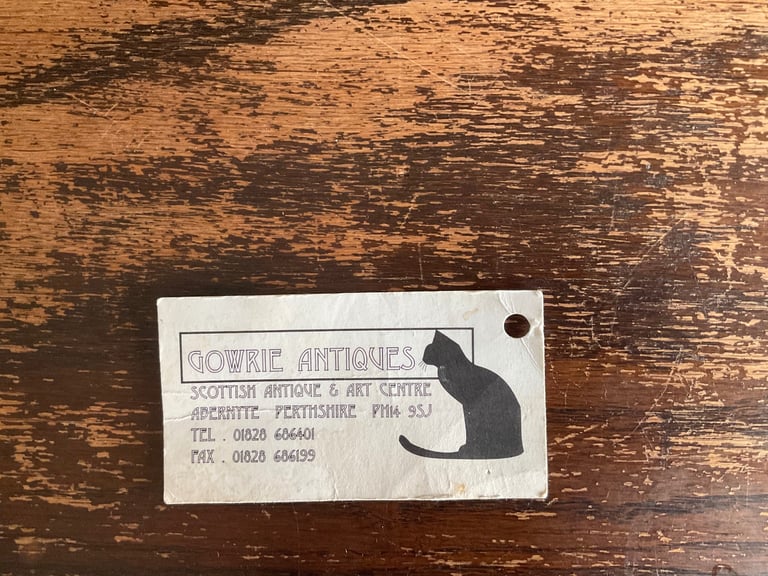 GOWRIE ANTIQUES
SCOTTISH ANTIQUE & ART CENTRE
ABERNYTE PERTHSHIRE PH14 9SJ
TEL . 01828 686401
FAX . 01828 686199